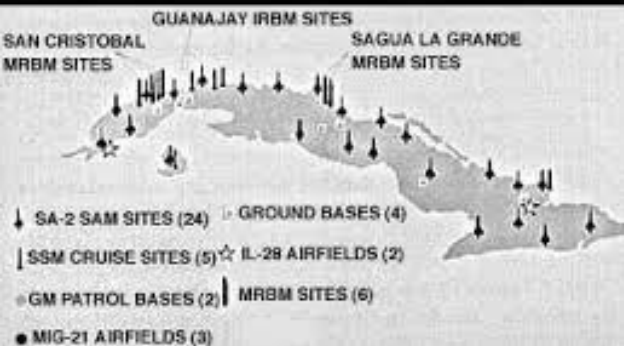 GUANAJAY IRBM SITES
SAN CRISTOBAL
MRBM SITES
SAGUA LA GRANDE
MRBM SITES
SA-2 SAM SITES (24)
GROUND BASES (4)
SSM CRUISE SITES (5)
IL-28 AIRFIELDS (2)
GM PATROL BASES (2)
MRBM SITES (6)
MIG-21 AIRFIELDS (3)